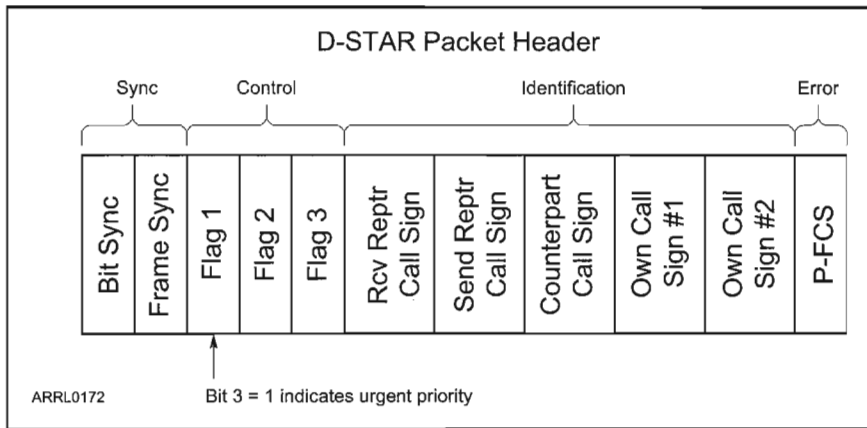 D-STAR Packet Header
Sync
Control
Identification
Error
Bit Sync
Frame Sync
Flag 1
Flag 2
Flag 3
Rcv Reptr
Call Sign
Send Reptr
Call Sign
Counterpart
Call Sign
Own Call
Sign #1
Own Call
Sign #2
P-FCS
ARRL0172
Bit 3 = 1 indicates urgent priority